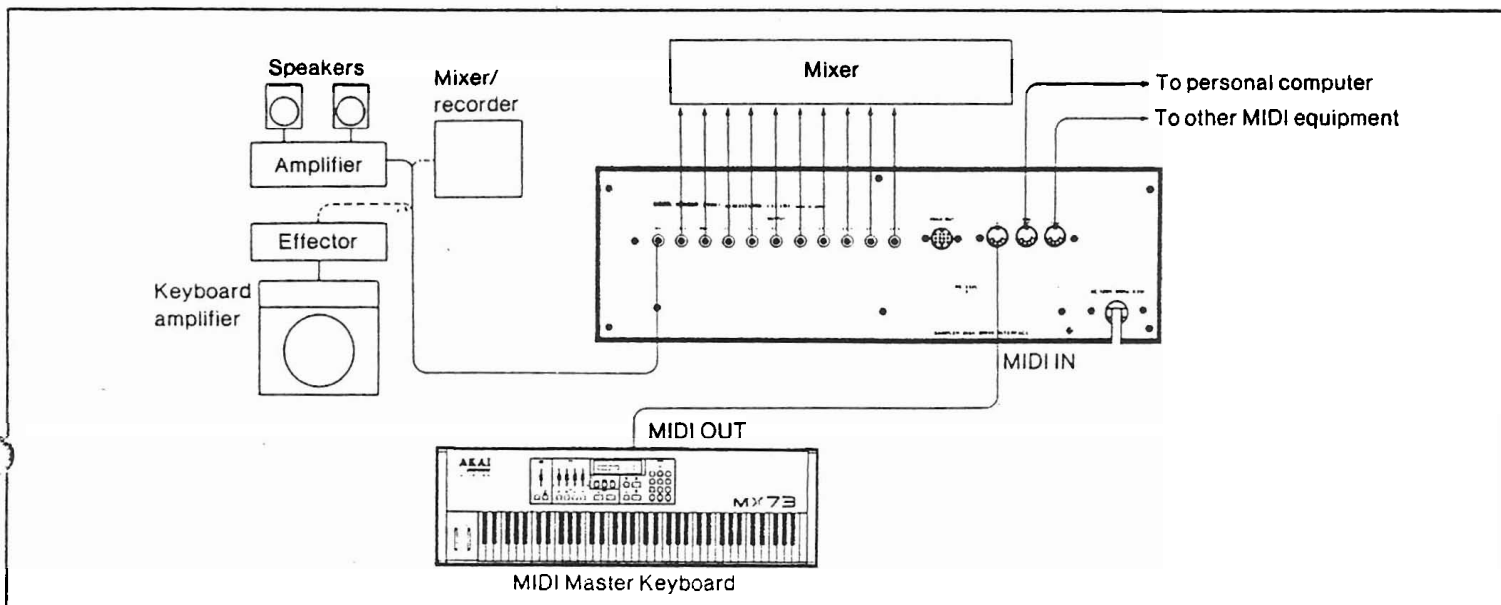 Speakers
Mixer/
recorder
Mixer
To personal computer
To other MIDI equipment
Amplifier
Effector
Keyboard
amplifier
MIDI IN
MIDI OUT
AKAI
MX73
MIDI Master Keyboard